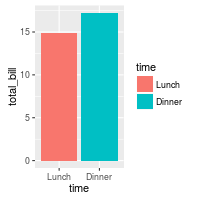 15
10
5
0
total_bill
Lunch Dinner
time
time
Lunch
Dinner